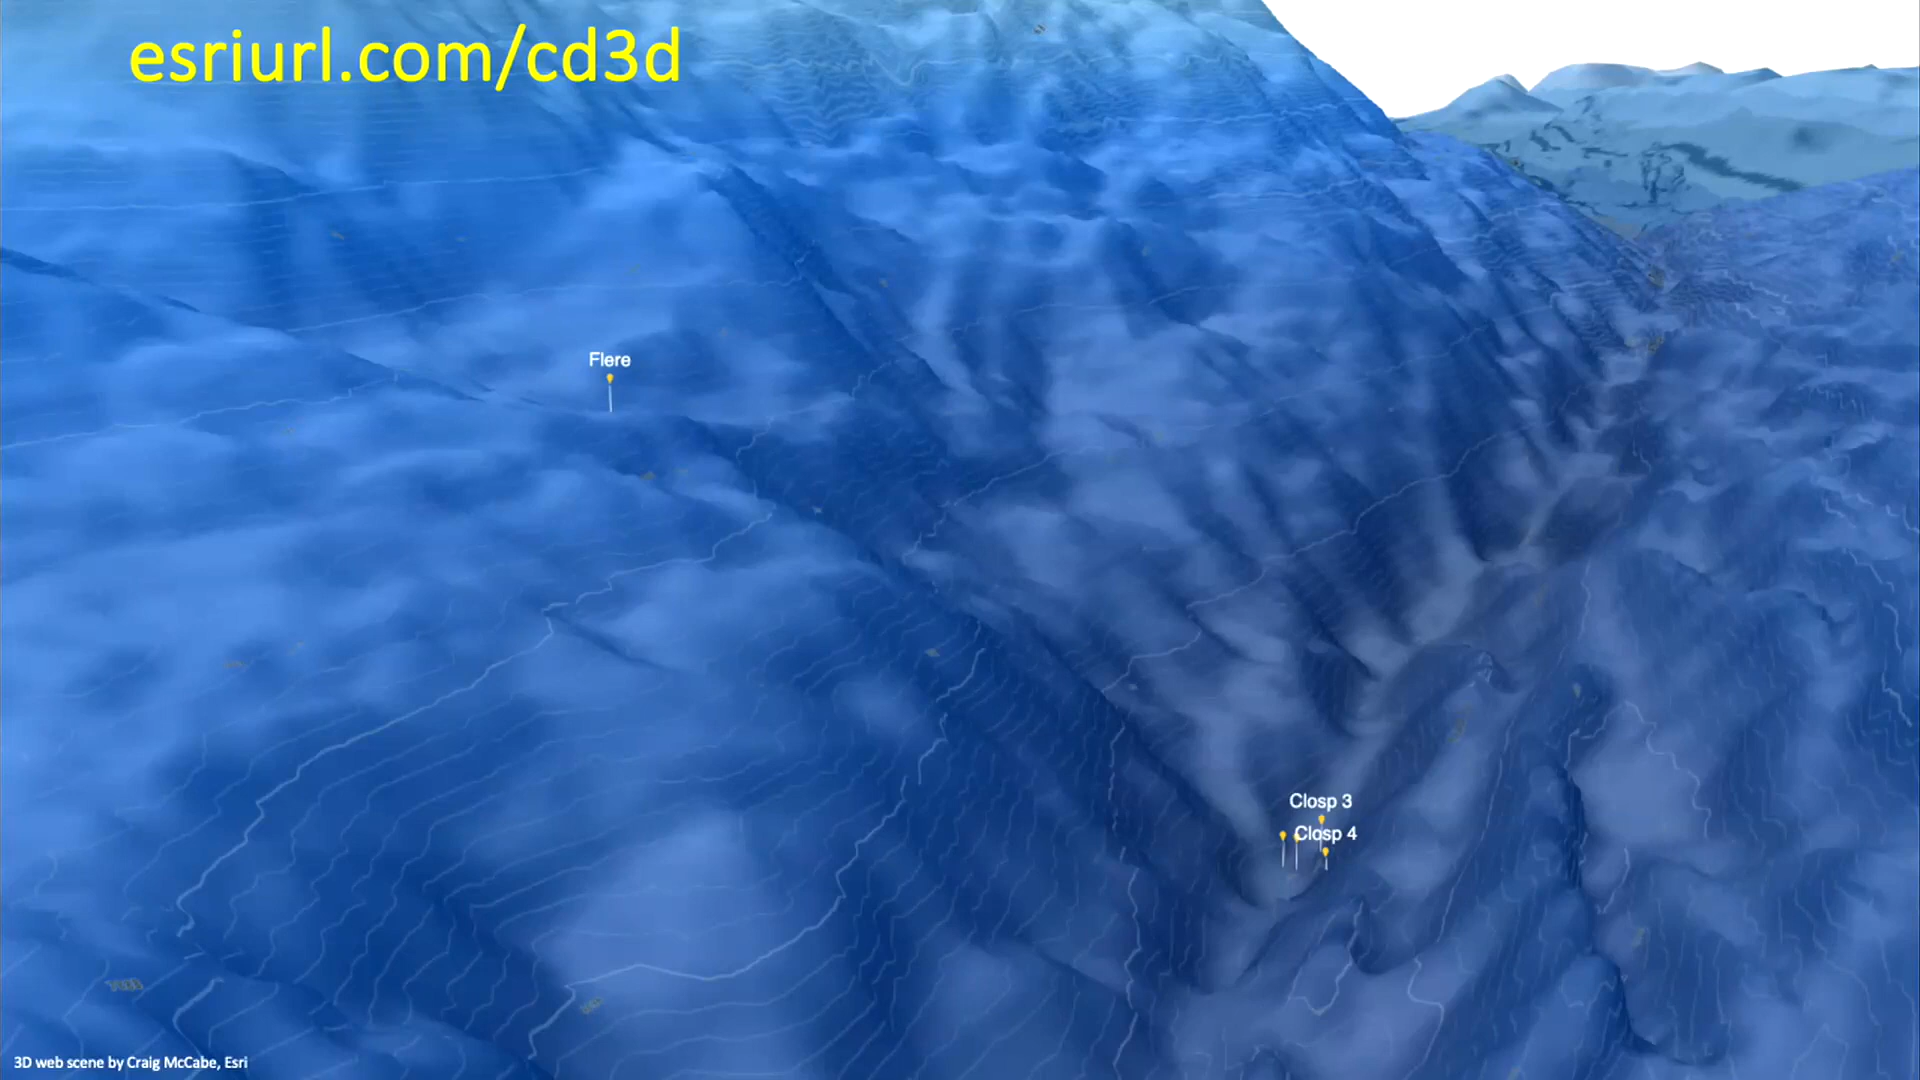 esriurl.com/cd3d
Flere
Closp 3
Closp 4
3D web scene by Craig McCabe, Esri